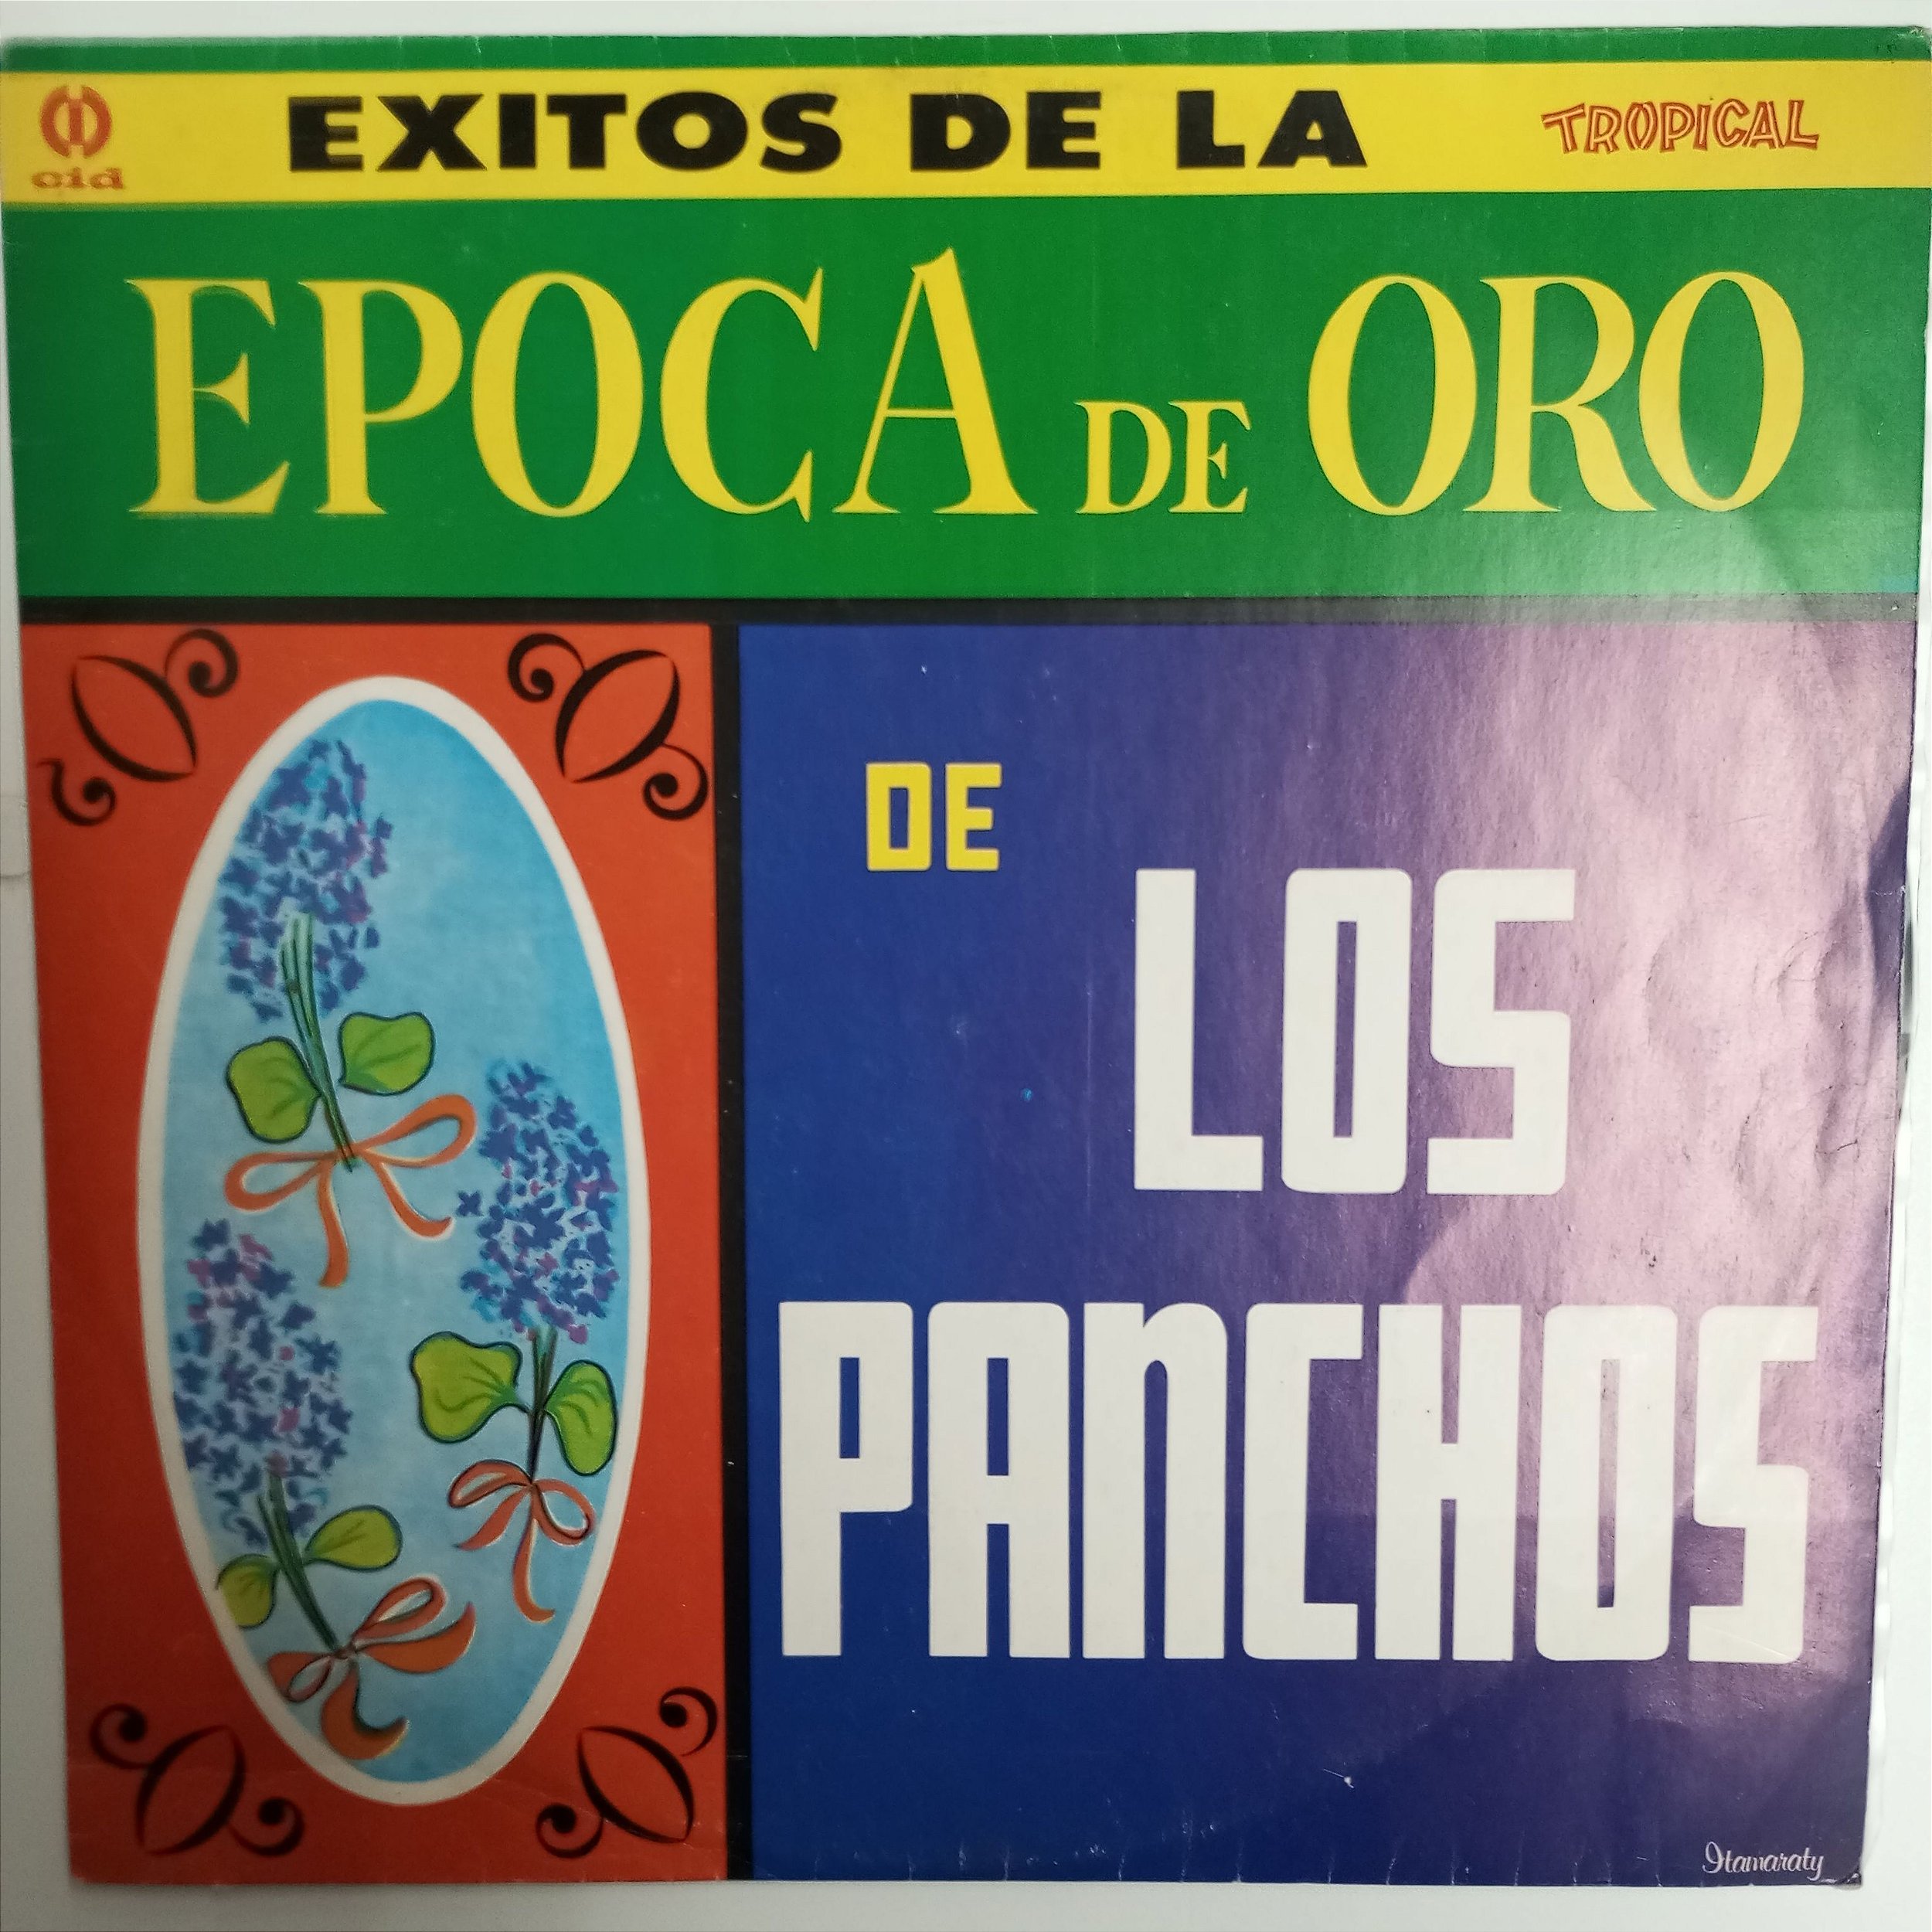 cid
EXITOS DE LA
TROPICAL
EPOCA DE ORO
DE
LOS
PANCHOS
Itamaraty